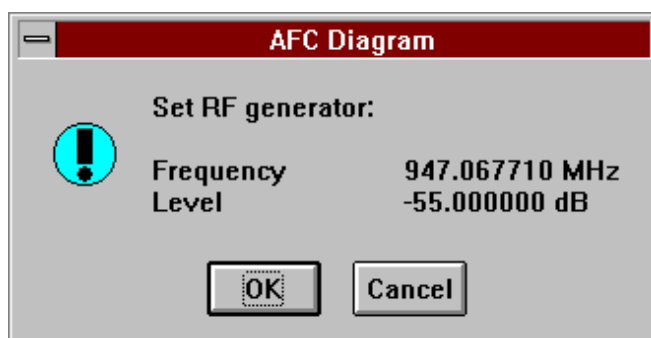 AFC Diagram
Set RF generator:
Frequency 947.067710 MHz
Level -55.000000 dB
OK Cancel